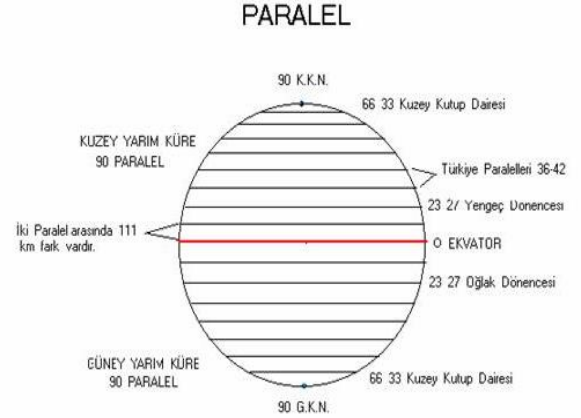 PARALEL
90 K.K.N.
66 33 Kuzey Kutup Dairesi
KUZEY YARIM KÜRE
90 PARALEL
Türkiye Paralelleri 36-42
23 27 Yengeç Dönencesi
İki Paralel arasında 111
km fark vardır.
O EKVATOR
23 27 Oğlak Dönencesi
GÜNEY YARIM KÜRE
90 PARALEL
66 33 Kuzey Kutup Dairesi
90 G.K.N.